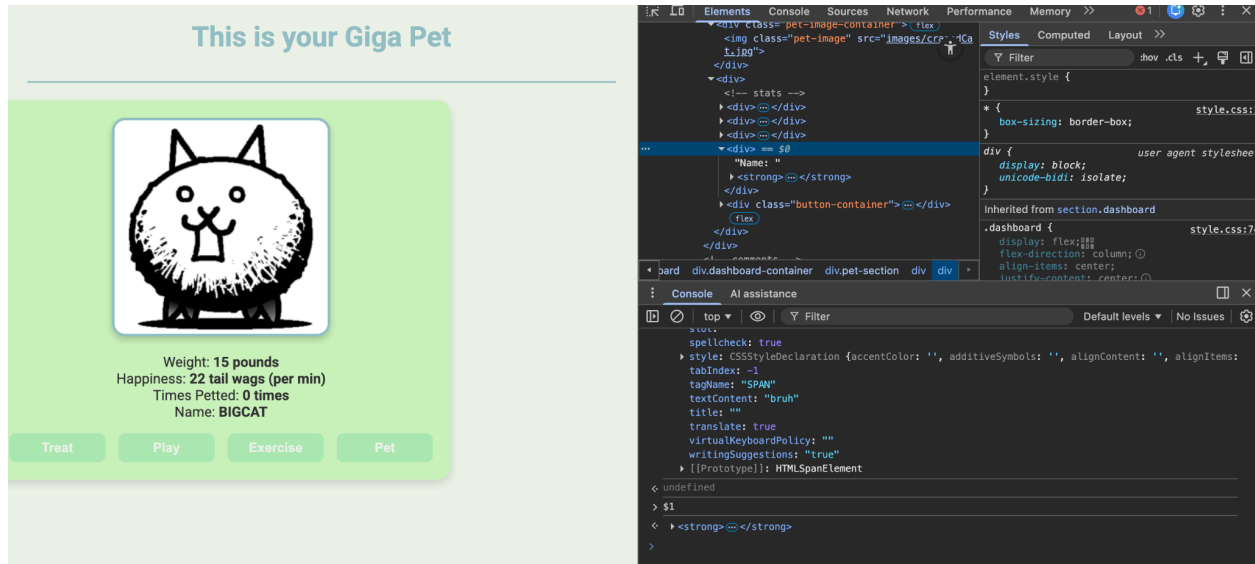 This is your Giga Pet
Weight: 15 pounds
Happiness: 22 tail wags (per min)
Times Petted: 0 times
Name: BIGCAT
Treat Play Exercise Pet
Elements Console Sources Network Performance Memory 1
<div class="pet-image-container"> flex
<img class="pet-image" src="images/cra
t.jpg">
</div>
<div>
<!-- stats -->
<div> </div>
<div> </div>
<div> </div>
<div> == $0
"Name: "
<strong> </strong>
</div>
<div class="button-container"> </div>
flex
</div>
</div>
<!-- comments -->
div.dashboard-container div.pet-section div div
Styles Computed Layout
Filter :hov .cls
element.style {
}
* { style.css:
box-sizing: border-box;
}
div { user agent styleshee
display: block;
unicode-bidi: isolate;
}
Inherited from section.dashboard
.dashboard { style.css:7
display: flex;
flex-direction: column;
align-items: center;
justify-content: center;
Console AI assistance
top Filter Default levels No Issues
slot:
spellcheck: true
style: CSSStyleDeclaration {accentColor: '', additiveSymbols: '', alignContent: '', alignItems:
tabIndex: -1
tagName: "SPAN"
textContent: "bruh"
title: ""
translate: true
virtualKeyboardPolicy: ""
writingSuggestions: "true"
[[Prototype]]: HTMLSpanElement
undefined
> $1
<strong> </strong>